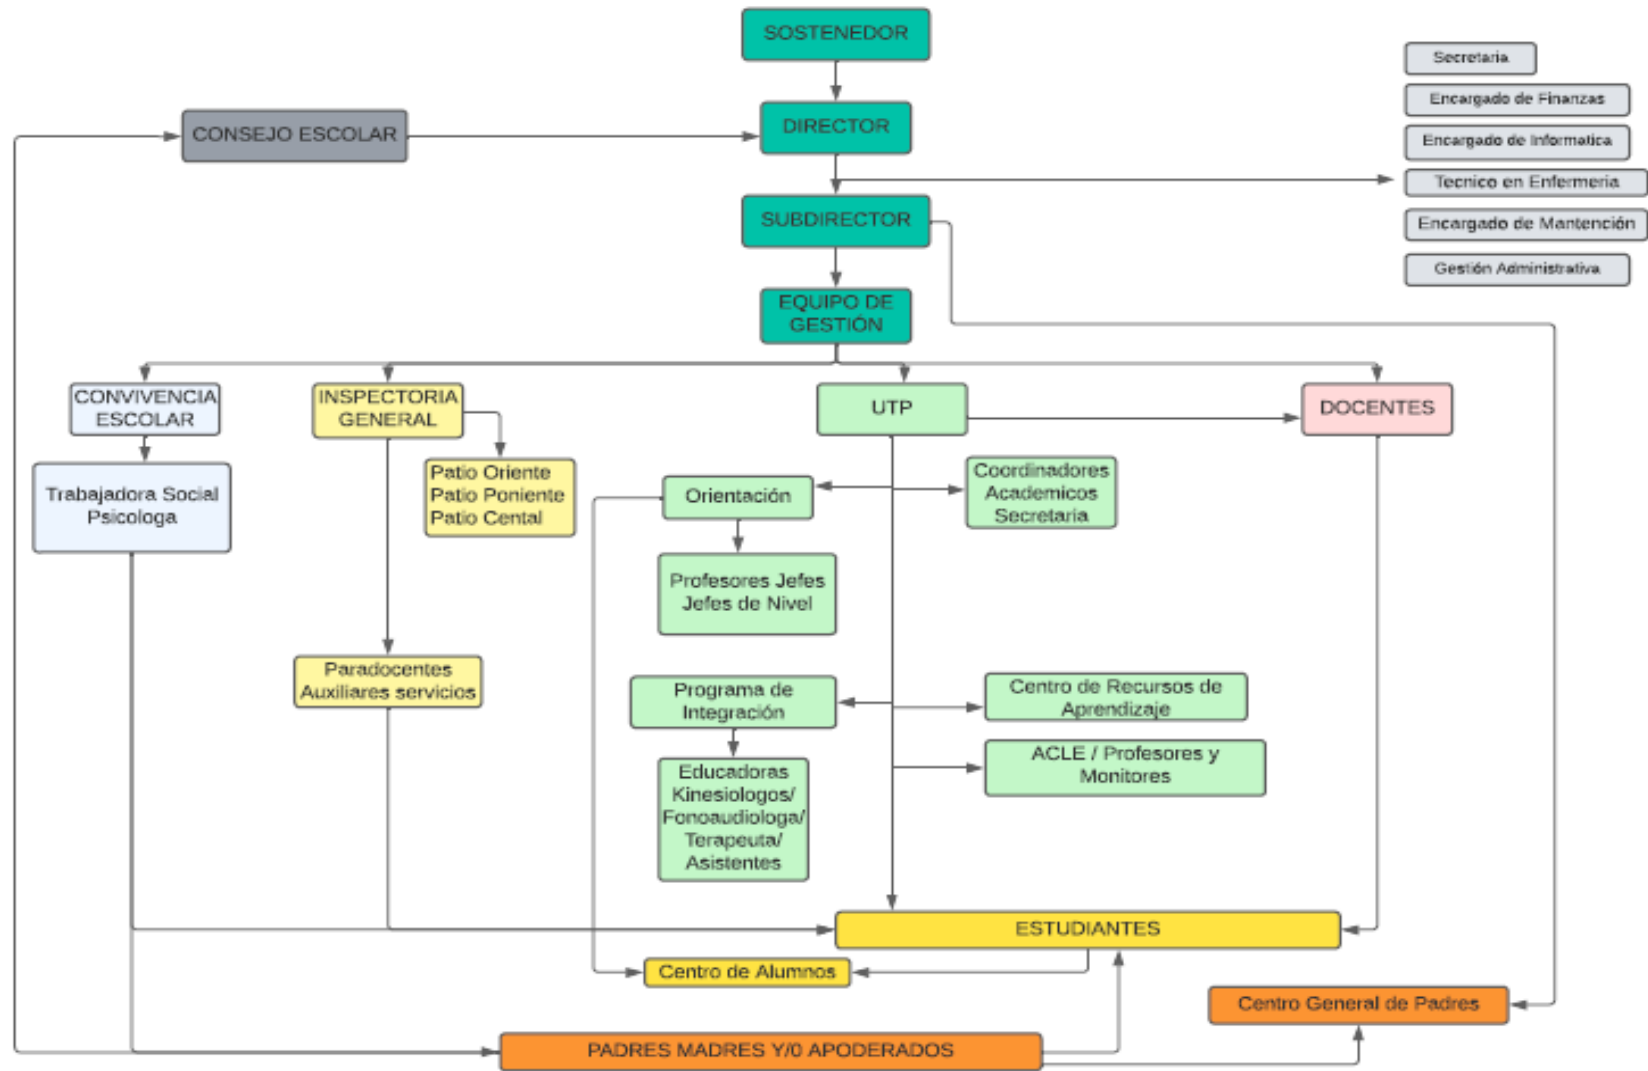 SOSTENEDOR
Secretaria
Encargado de Finanzas
CONSEJO ESCOLAR
DIRECTOR
Encargado de Informatica
Tecnico en Enfermeria
SUBDIRECTOR
Encargado de Mantención
Gestión Administrativa
EQUIPO DE
GESTIÓN
CONVIVENCIA
ESCOLAR
INSPECTORIA
GENERAL
UTP
DOCENTES
Trabajadora Social
Psicologa
Patio Oriente
Patio Poniente
Patio Cental
Orientación
Coordinadores
Academicos
Secretaria
Profesores Jefes
Jefes de Nivel
Paradocentes
Auxiliares servicios
Programa de
Integración
Centro de Recursos de
Aprendizaje
ACLE / Profesores y
Monitores
Educadoras
Kinesiologos/
Fonoaudiologa/
Terapeuta/
Asistentes
ESTUDIANTES
Centro de Alumnos
Centro General de Padres
PADRES MADRES Y/0 APODERADOS